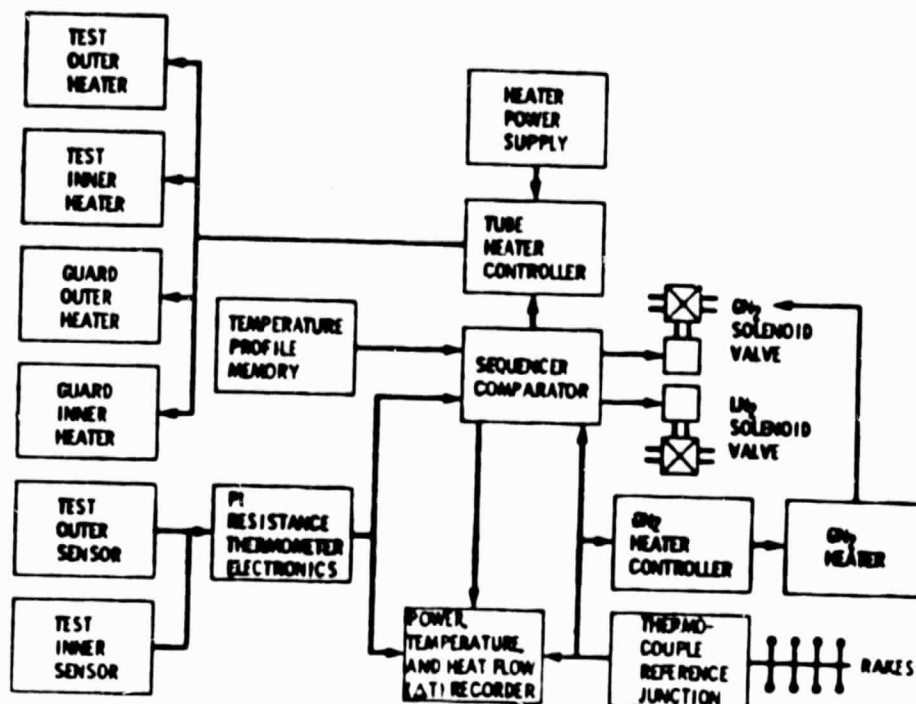 TEST
OUTER
HEATER
HEATER
POWER
SUPPLY
TEST
INNER
HEATER
TUBE
HEATER
CONTROLLER
GUARD
OUTER
HEATER
TEMPERATURE
PROFILE
MEMORY
SEQUENCER
COMPARATOR
GN₂
SOLENOID
VALVE
GUARD
INNER
HEATER
LN₂
SOLENOID
VALVE
TEST
OUTER
SENSOR
Pt
RESISTANCE
THERMOMETER
ELECTRONICS
GN₂
HEATER
CONTROLLER
GN₂
HEATER
TEST
INNER
SENSOR
POWER,
TEMPERATURE,
AND HEAT FLOW
(ΔT) RECORDER
THERMO-
COUPLE
REFERENCE
JUNCTION
RAKES